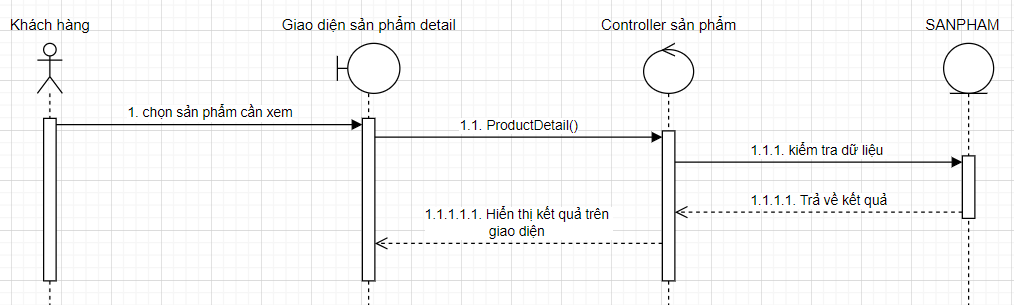 Khách hàng
Giao diện sản phẩm detail
Controller sản phẩm
SANPHAM
1. chọn sản phẩm cần xem
1.1. ProductDetail()
1.1.1. kiểm tra dữ liệu
1.1.1.1. Trả về kết quả
1.1.1.1.1. Hiển thị kết quả trên
giao diện